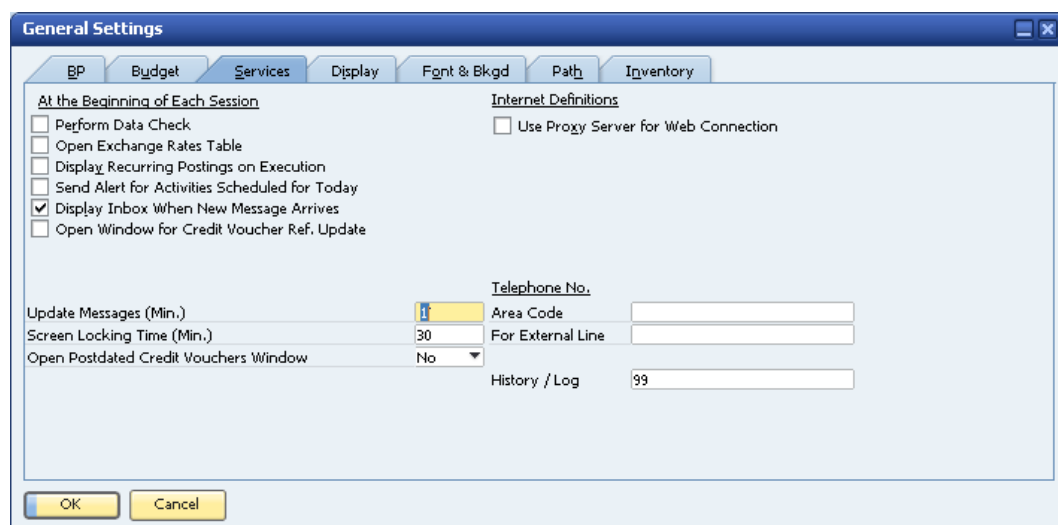 General Settings
BP Budget Services Display Font & Bkgd Path Inventory
At the Beginning of Each Session
Perform Data Check
Open Exchange Rates Table
Display Recurring Postings on Execution
Send Alert for Activities Scheduled for Today
Display Inbox When New Message Arrives
Open Window for Credit Voucher Ref. Update
Internet Definitions
Use Proxy Server for Web Connection
Update Messages (Min.) 1
Screen Locking Time (Min.) 30
Open Postdated Credit Vouchers Window No
Telephone No.
Area Code
For External Line
History / Log 99
OK Cancel